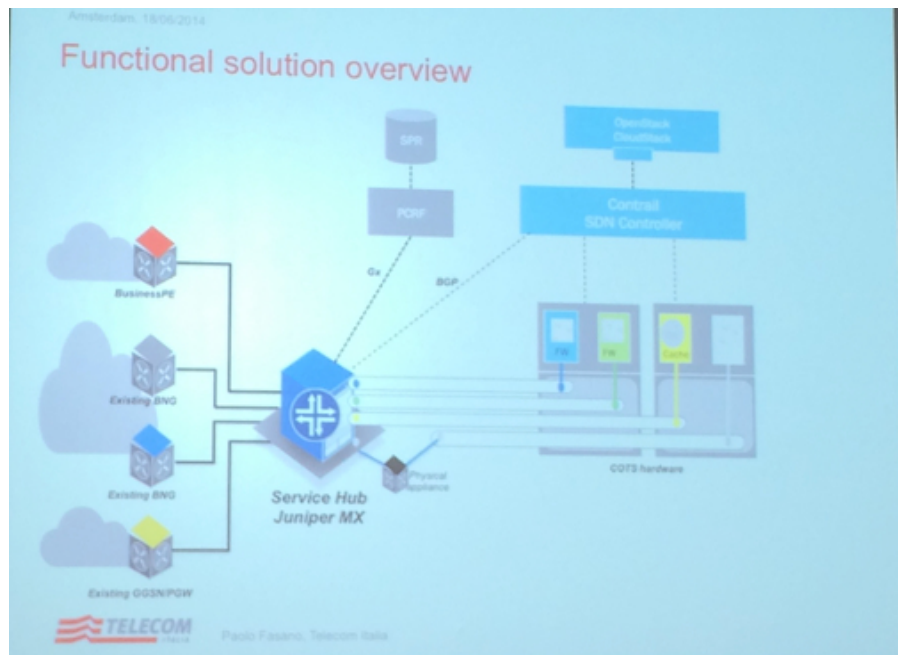 Amsterdam, 18/06/2014
Functional solution overview
SPR
OpenStack
CloudStack
PCRF
Contrail
SDN Controller
Gx
BGP
BusinessPE
FW
FW
Cache
Existing BNG
Existing BNG
Physical
appliance
COTS hardware
Service Hub
Juniper MX
Existing GGSN/PGW
TELECOM
ITALIA
Paolo Fasano, Telecom Italia